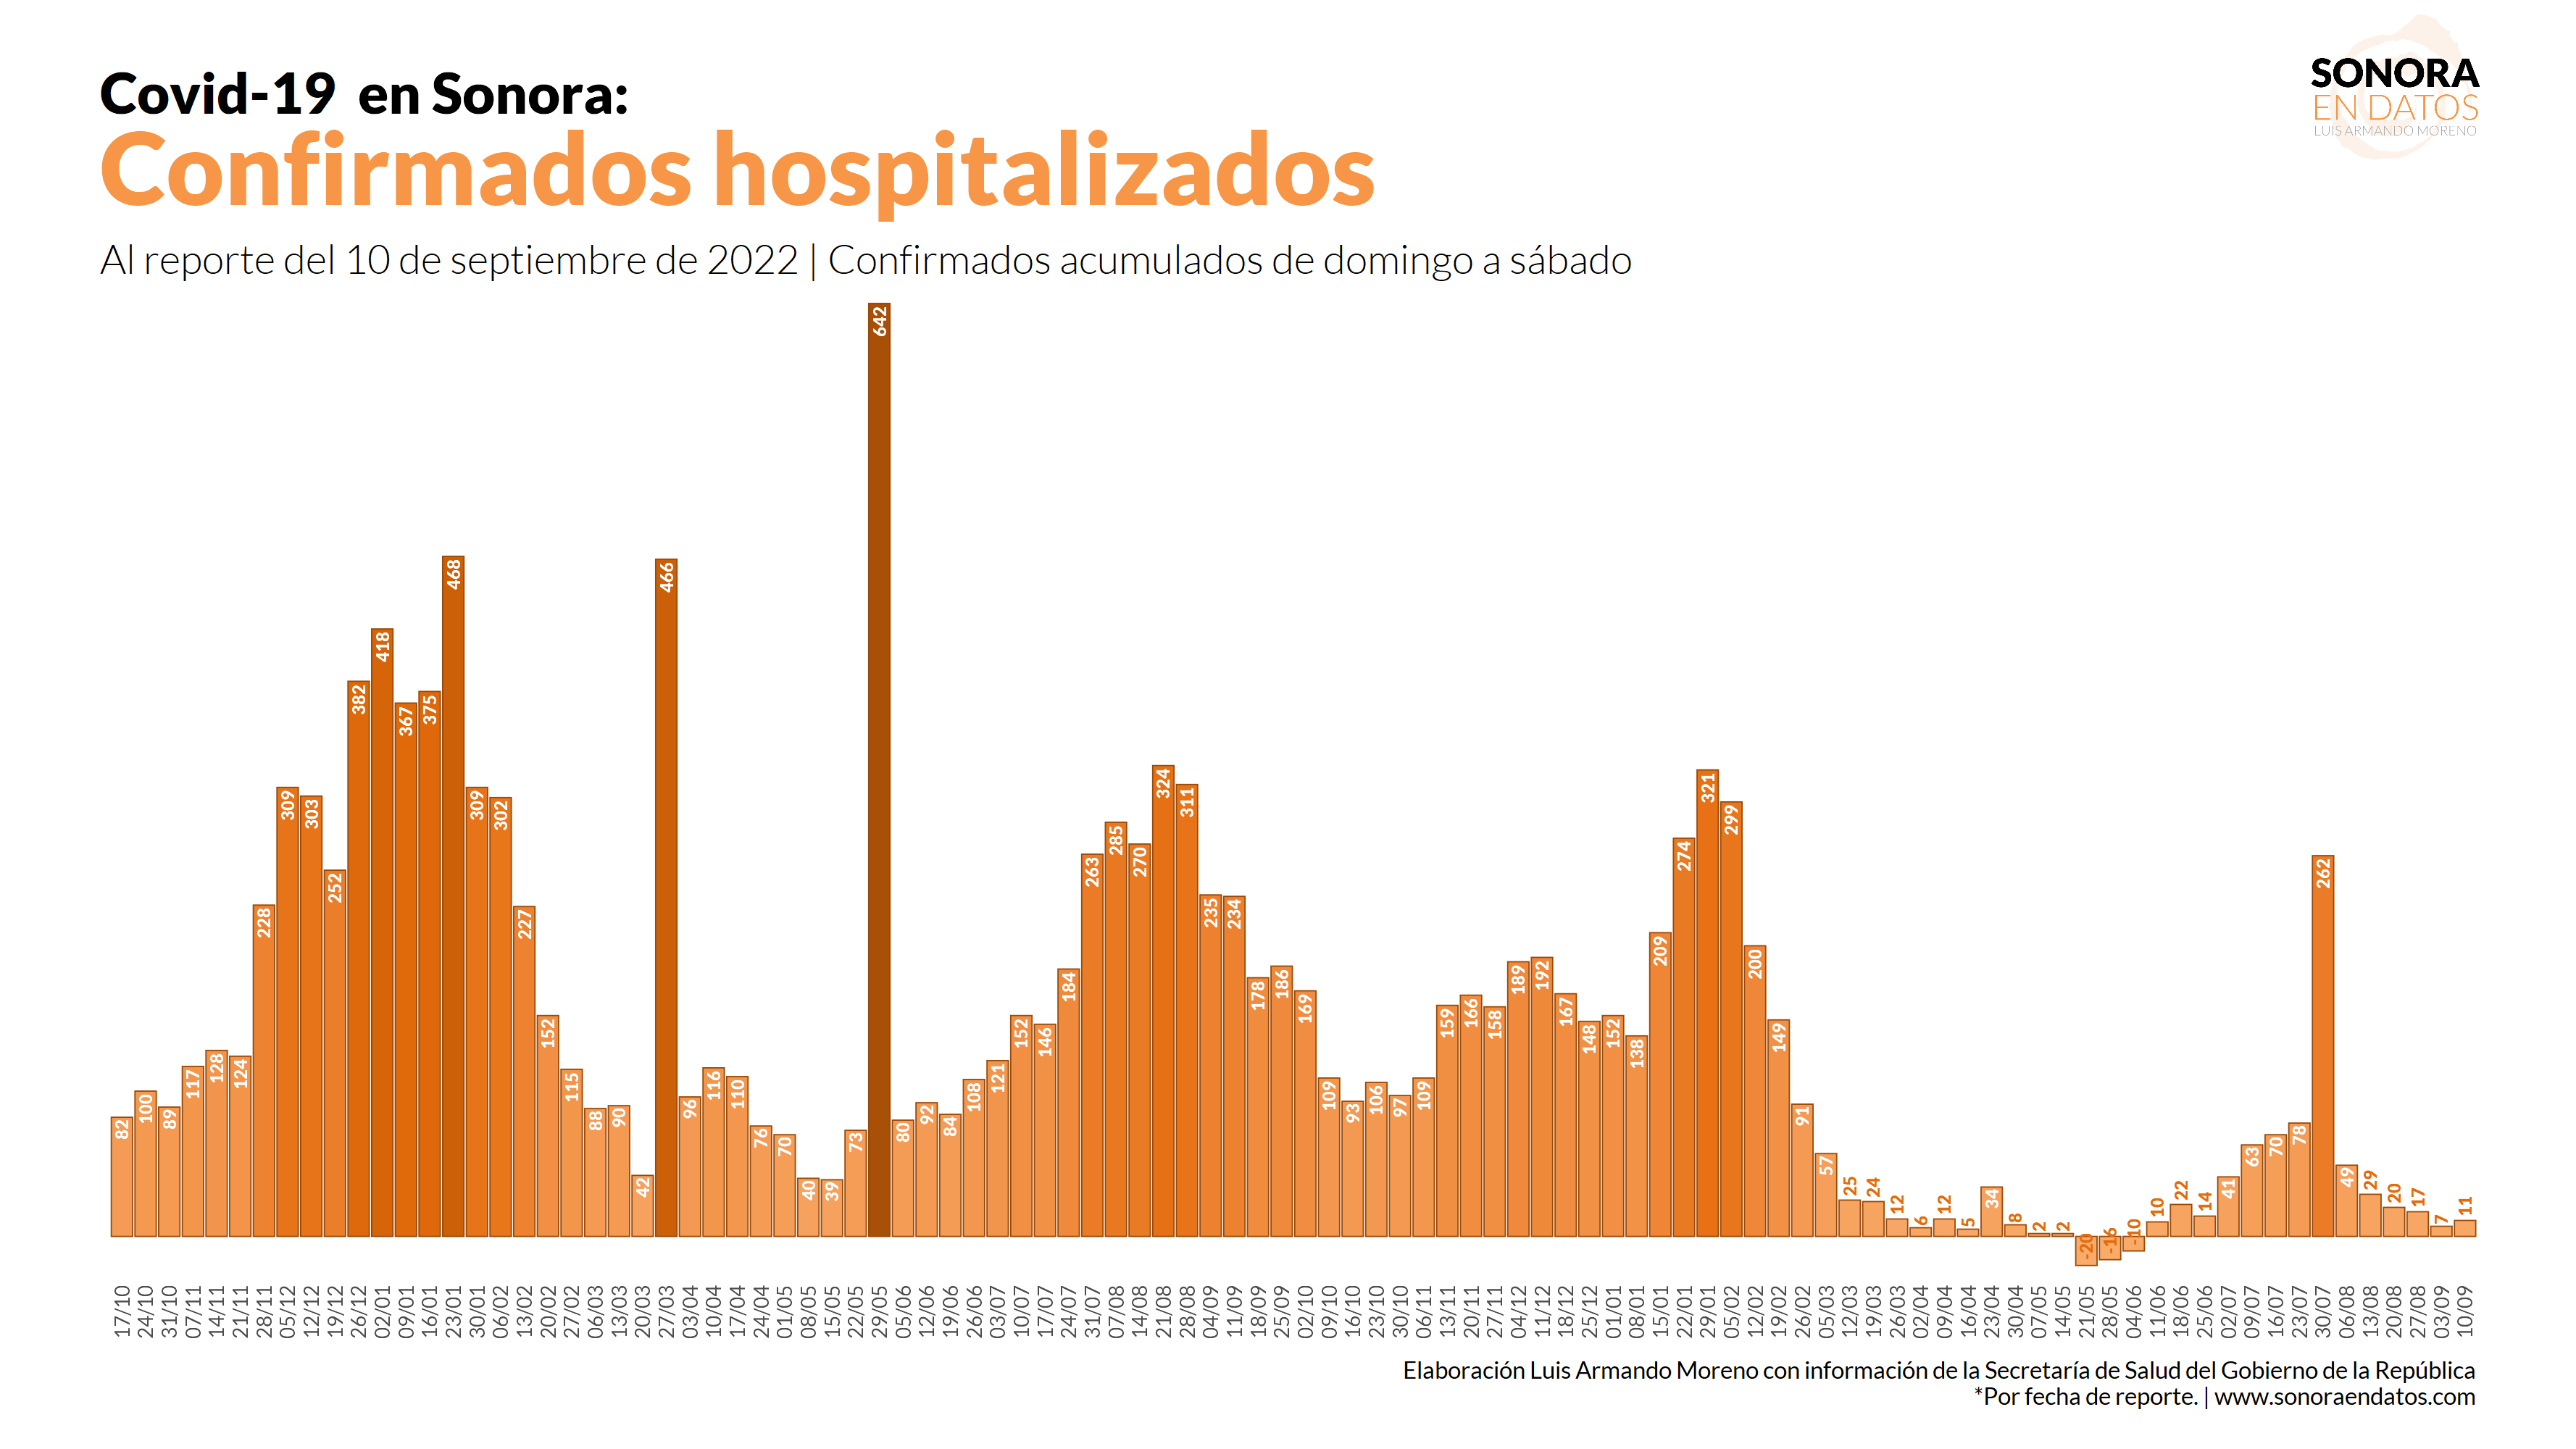 Covid-19 en Sonora:
Confirmados hospitalizados
Al reporte del 10 de septiembre de 2022 | Confirmados acumulados de domingo a sábado
SONORA
EN DATOS
LUIS ARMANDO MORENO
82 100 89 117 128 124 228 309 303 252 382 418 367 375 468 309 302 227 152 115 88 90 42 466 96 116 110 76 70 40 39 73 642 80 92 84 108 121 152 146 184 263 285 270 324 311 235 234 178 186 169 109 93 106 97 109 159 166 158 189 192 167 148 152 138 209 274 321 299 200 149 91 57 25 24 12 6 12 5 34 8 2 2 -20 -16 -10 10 22 14 41 63 70 78 262 49 29 20 17 7 11
17/10 24/10 31/10 07/11 14/11 21/11 28/11 05/12 12/12 19/12 26/12 02/01 09/01 16/01 23/01 30/01 06/02 13/02 20/02 27/02 06/03 13/03 20/03 27/03 03/04 10/04 17/04 24/04 01/05 08/05 15/05 22/05 29/05 05/06 12/06 19/06 26/06 03/07 10/07 17/07 24/07 31/07 07/08 14/08 21/08 28/08 04/09 11/09 18/09 25/09 02/10 09/10 16/10 23/10 30/10 06/11 13/11 20/11 27/11 04/12 11/12 18/12 25/12 01/01 08/01 15/01 22/01 29/01 05/02 12/02 19/02 26/02 05/03 12/03 19/03 26/03 02/04 09/04 16/04 23/04 30/04 07/05 14/05 21/05 28/05 04/06 11/06 18/06 25/06 02/07 09/07 16/07 23/07 30/07 06/08 13/08 20/08 27/08 03/09 10/09
Elaboración Luis Armando Moreno con información de la Secretaría de Salud del Gobierno de la República
*Por fecha de reporte. | www.sonoraendatos.com